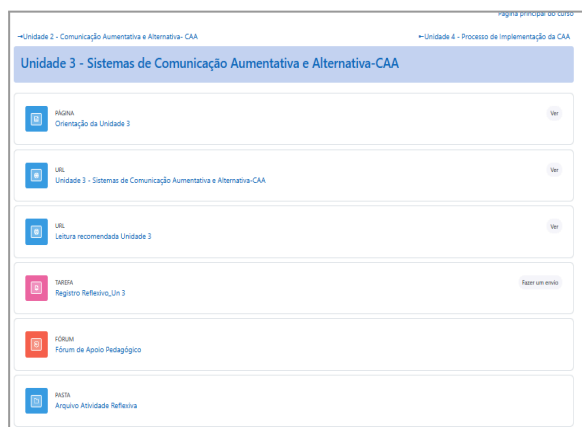 Página principal do curso
→Unidade 2 - Comunicação Aumentativa e Alternativa- CAA
←Unidade 4 - Processo de Implementação da CAA
Unidade 3 - Sistemas de Comunicação Aumentativa e Alternativa-CAA
PÁGINA
Ver
Orientação da Unidade 3
URL
Ver
Unidade 3 - Sistemas de Comunicação Aumentativa e Alternativa-CAA
URL
Ver
Leitura recomendada Unidade 3
TAREFA
Fazer um envio
Registro Reflexivo_Un 3
FÓRUM
Fórum de Apoio Pedagógico
PASTA
Arquivo Atividade Reflexiva